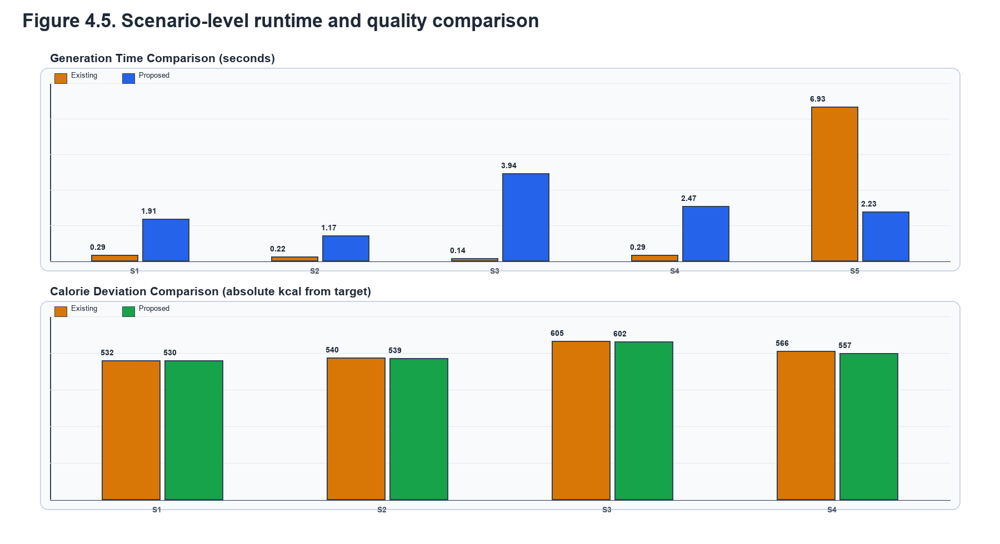 Figure 4.5. Scenario-level runtime and quality comparison
Generation Time Comparison (seconds)
Existing Proposed
6.93
3.94
2.47
2.23
1.91
1.17
0.29 0.22 0.14 0.29
S1 S2 S3 S4 S5
Calorie Deviation Comparison (absolute kcal from target)
Existing Proposed
605 602
566 557
540 539
532 530
S1 S2 S3 S4